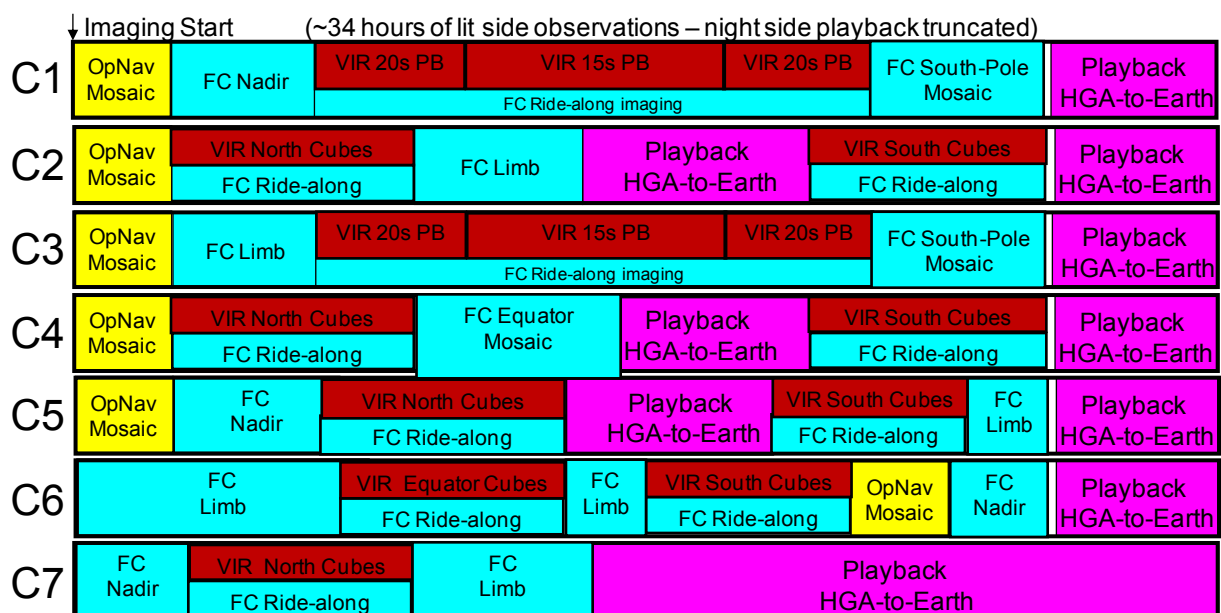 Imaging Start (~34 hours of lit side observations – night side playback truncated)
C1
OpNav
Mosaic
FC Nadir
VIR 20s PB
VIR 15s PB
VIR 20s PB
FC Ride-along imaging
FC South-Pole
Mosaic
Playback
HGA-to-Earth
C2
OpNav
Mosaic
VIR North Cubes
FC Ride-along
FC Limb
Playback
HGA-to-Earth
VIR South Cubes
FC Ride-along
Playback
HGA-to-Earth
C3
OpNav
Mosaic
FC Limb
VIR 20s PB
VIR 15s PB
VIR 20s PB
FC Ride-along imaging
FC South-Pole
Mosaic
Playback
HGA-to-Earth
C4
OpNav
Mosaic
VIR North Cubes
FC Ride-along
FC Equator
Mosaic
Playback
HGA-to-Earth
VIR South Cubes
FC Ride-along
Playback
HGA-to-Earth
C5
OpNav
Mosaic
FC
Nadir
VIR North Cubes
FC Ride-along
Playback
HGA-to-Earth
VIR South Cubes
FC Ride-along
FC
Limb
Playback
HGA-to-Earth
C6
FC
Limb
VIR Equator Cubes
FC Ride-along
FC
Limb
VIR South Cubes
FC Ride-along
OpNav
Mosaic
FC
Nadir
Playback
HGA-to-Earth
C7
FC
Nadir
VIR North Cubes
FC Ride-along
FC
Limb
Playback
HGA-to-Earth